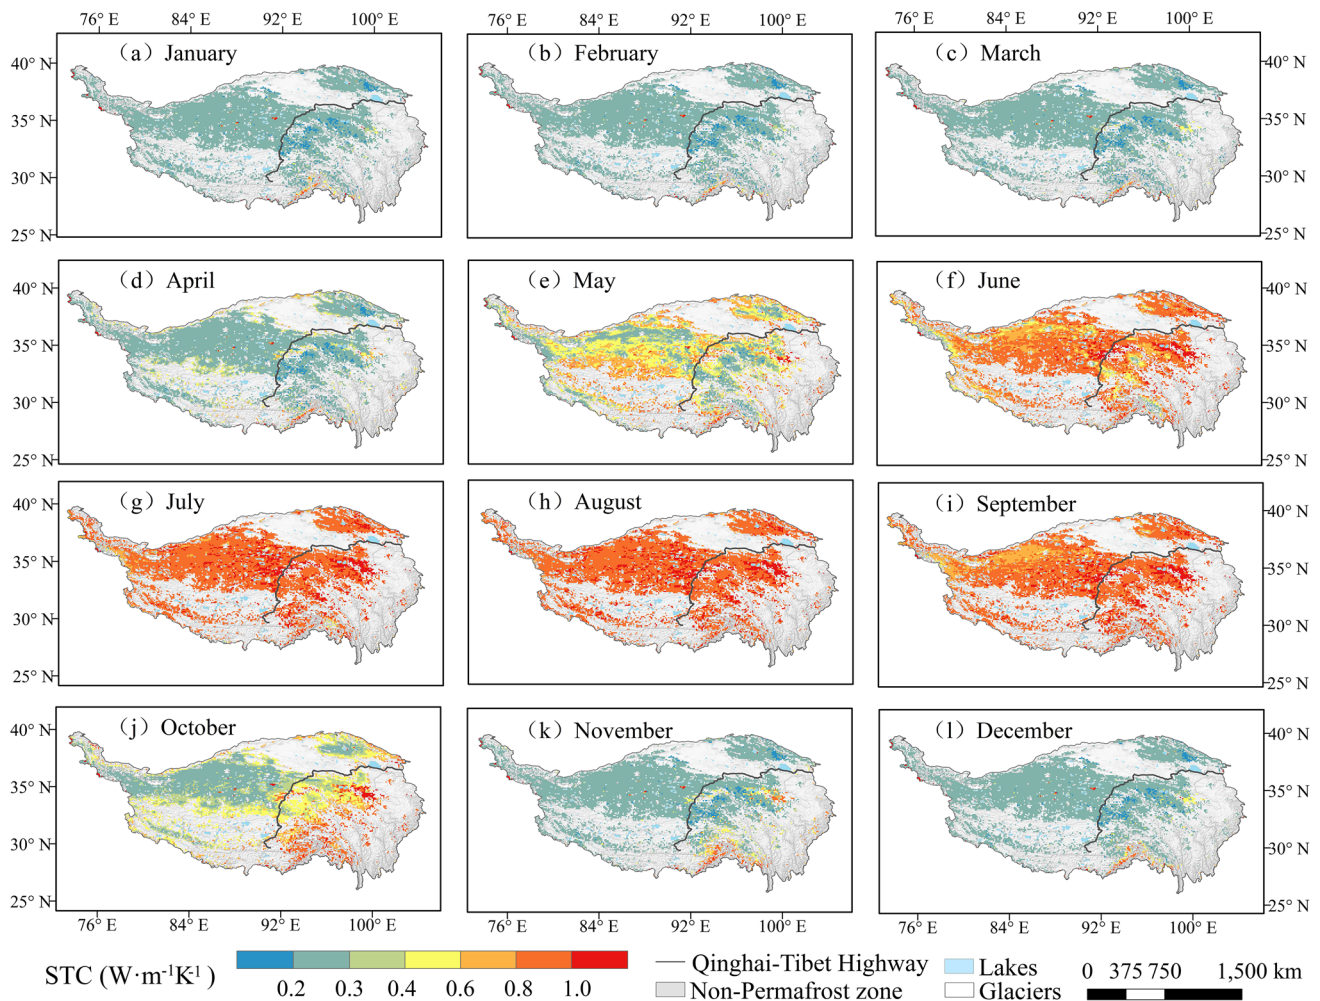 76° E 84° E 92° E 100° E 76° E 84° E 92° E 100° E 76° E 84° E 92° E 100° E
(a) January (b) February (c) March
40° N 35° N 30° N 25° N
40° N 35° N 30° N 25° N
(d) April (e) May (f) June
40° N 35° N 30° N 25° N
40° N 35° N 30° N 25° N
(g) July (h) August (i) September
40° N 35° N 30° N 25° N
40° N 35° N 30° N 25° N
(j) October (k) November (l) December
40° N 35° N 30° N 25° N
40° N 35° N 30° N 25° N
76° E 84° E 92° E 100° E 76° E 84° E 92° E 100° E 76° E 84° E 92° E 100° E
STC (W·m⁻¹K⁻¹)
0.2 0.3 0.4 0.6 0.8 1.0
Qinghai-Tibet Highway Lakes
Non-Permafrost zone Glaciers
0 375 750 1,500 km